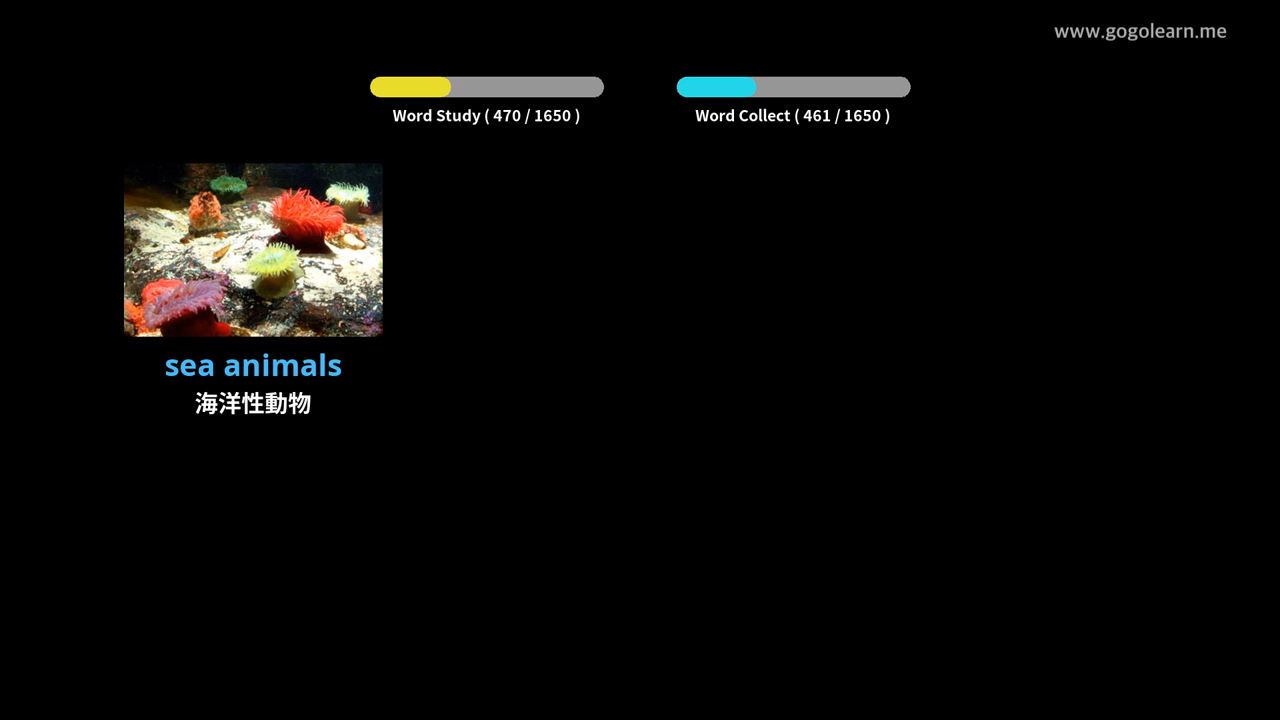 www.gogolearn.me
Word Study ( 470 / 1650 )
Word Collect ( 461 / 1650 )
sea animals
海洋性動物